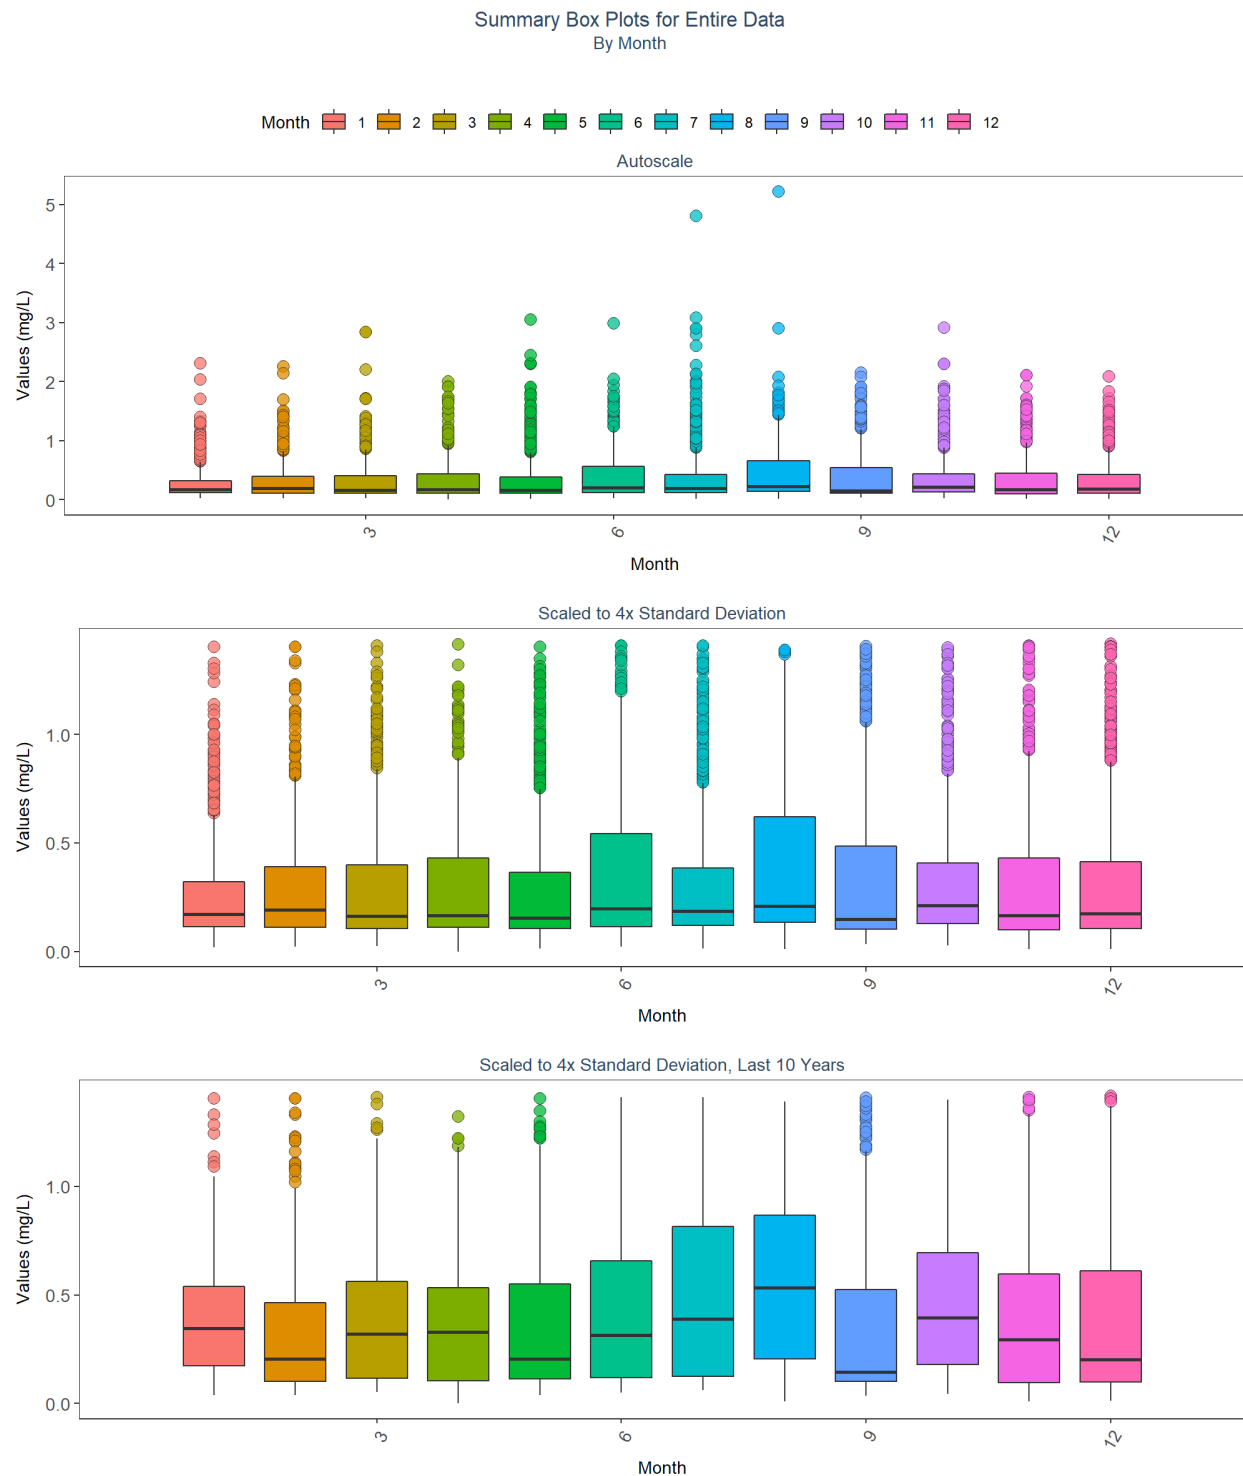 Summary Box Plots for Entire Data
By Month
Month 1 2 3 4 5 6 7 8 9 10 11 12
Autoscale
Values (mg/L)
5
4
3
2
1
0
3 6 9 12
Month
Scaled to 4x Standard Deviation
Values (mg/L)
1.0
0.5
0.0
3 6 9 12
Month
Scaled to 4x Standard Deviation, Last 10 Years
Values (mg/L)
1.0
0.5
0.0
3 6 9 12
Month